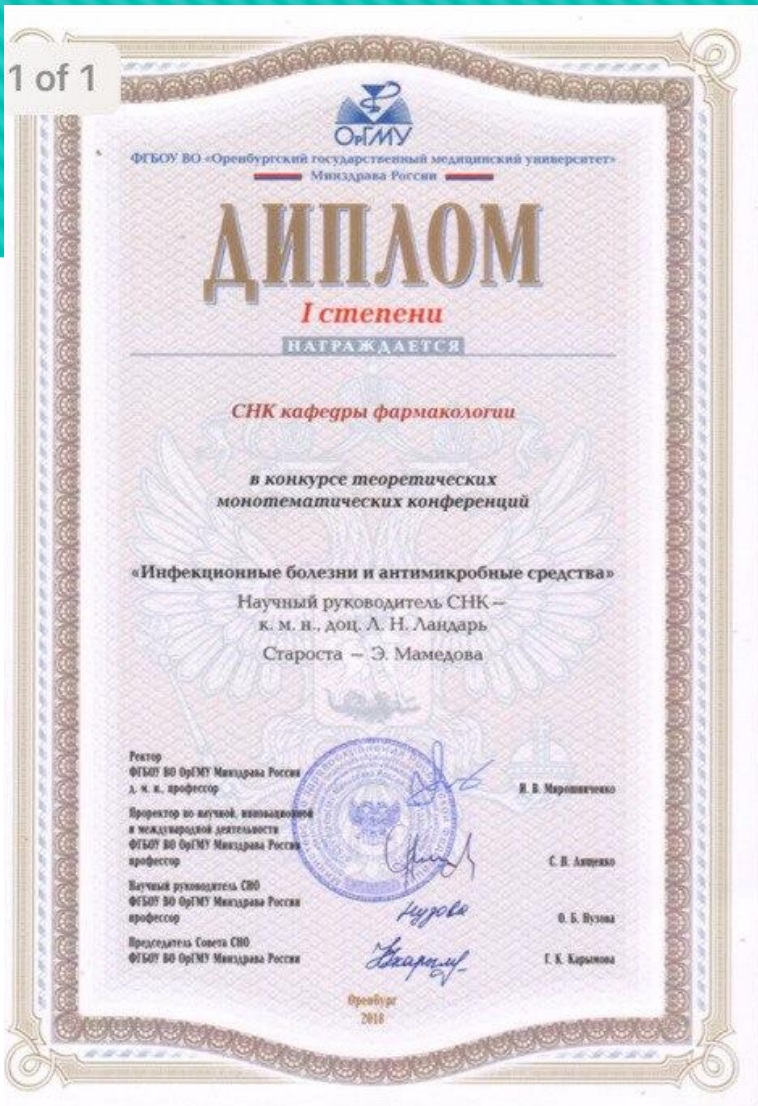 1 of 1
ОрГМУ
ФГБОУ ВО «Оренбургский государственный медицинский университет»
Минздрава России
ДИПЛОМ
I степени
НАГРАЖДАЕТСЯ
СНК кафедры фармакологии
в конкурсе теоретических
монотематических конференций
«Инфекционные болезни и антимикробные средства»
Научный руководитель СНК —
к. м. н., доц. Л. Н. Ландарь
Староста — Э. Мамедова
Ректор
ФГБОУ ВО ОрГМУ Минздрава России
д. м. н., профессор
И. В. Мирошниченко
Проректор по научной, инновационной
и международной деятельности
ФГБОУ ВО ОрГМУ Минздрава России
профессор
С. В. Лященко
Научный руководитель СНО
ФГБОУ ВО ОрГМУ Минздрава России
профессор
Нузова
О. Б. Нузова
Председатель Совета СНО
ФГБОУ ВО ОрГМУ Минздрава России
Г. К. Карымова
Оренбург
2018